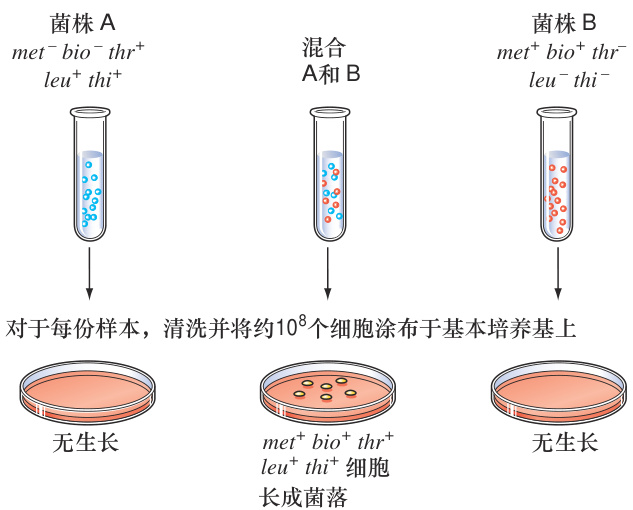 菌株 A
met⁻ bio⁻ thr⁺
leu⁺ thi⁺
混合
A和 B
菌株 B
met⁺ bio⁺ thr⁻
leu⁻ thi⁻
对于每份样本，清洗并将约10⁸个细胞涂布于基本培养基上
无生长
met⁺ bio⁺ thr⁺
leu⁺ thi⁺ 细胞
长成菌落
无生长